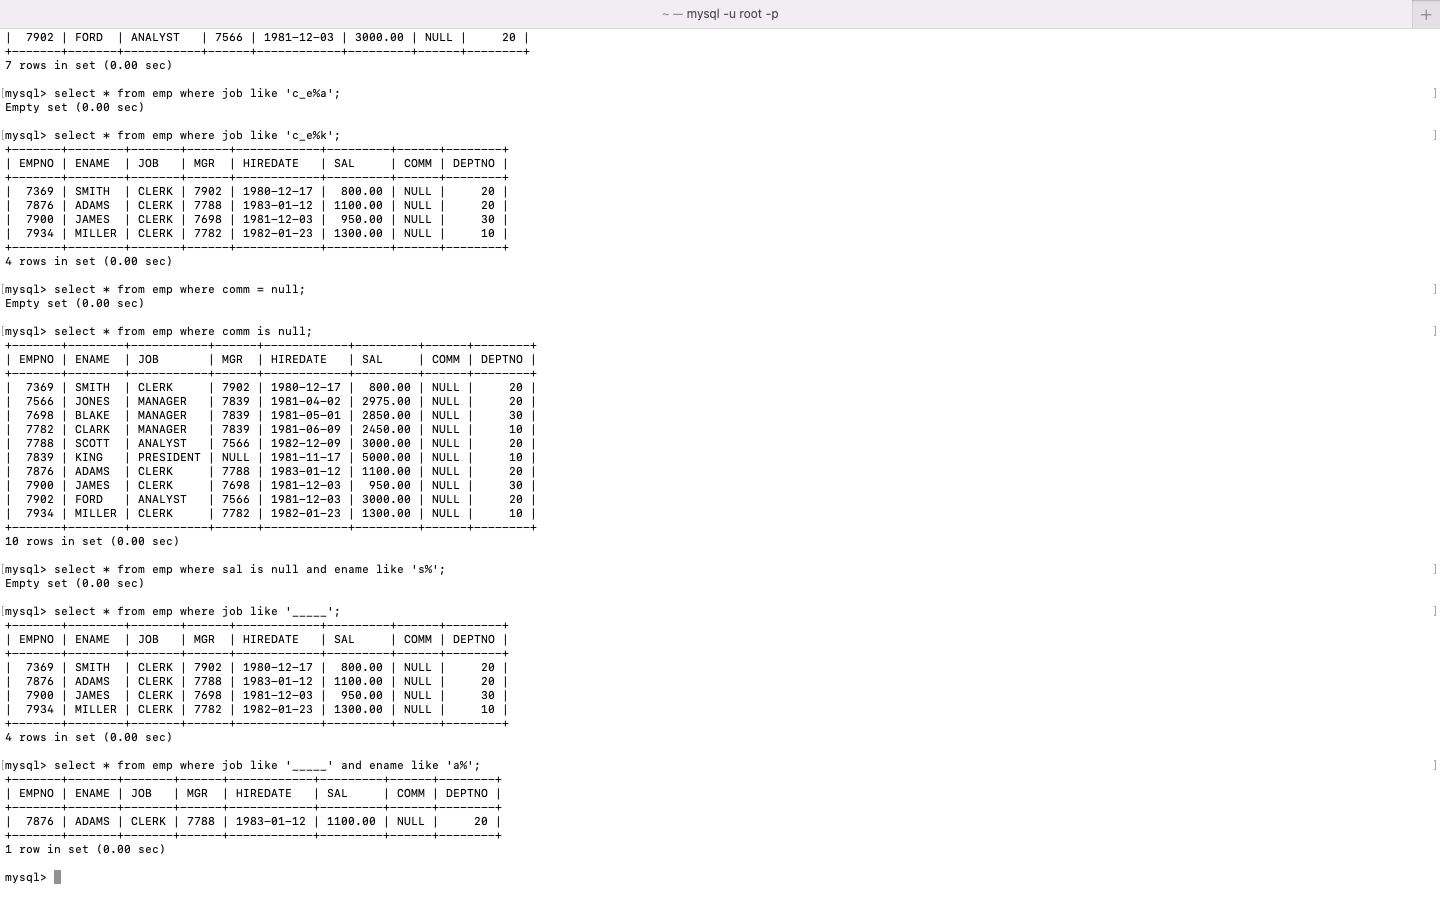 ~ — mysql -u root -p
+
|  7902 | FORD  | ANALYST   | 7566 | 1981-12-03 | 3000.00 | NULL |     20 |
+-------+-------+-----------+------+------------+---------+------+--------+
7 rows in set (0.00 sec)
[mysql> select * from emp where job like 'c_e%a'; ]
Empty set (0.00 sec)
[mysql> select * from emp where job like 'c_e%k'; ]
+-------+--------+-------+------+------------+---------+------+--------+
| EMPNO | ENAME  | JOB   | MGR  | HIREDATE   | SAL     | COMM | DEPTNO |
+-------+--------+-------+------+------------+---------+------+--------+
|  7369 | SMITH  | CLERK | 7902 | 1980-12-17 |  800.00 | NULL |     20 |
|  7876 | ADAMS  | CLERK | 7788 | 1983-01-12 | 1100.00 | NULL |     20 |
|  7900 | JAMES  | CLERK | 7698 | 1981-12-03 |  950.00 | NULL |     30 |
|  7934 | MILLER | CLERK | 7782 | 1982-01-23 | 1300.00 | NULL |     10 |
+-------+--------+-------+------+------------+---------+------+--------+
4 rows in set (0.00 sec)
[mysql> select * from emp where comm = null; ]
Empty set (0.00 sec)
[mysql> select * from emp where comm is null; ]
+-------+--------+-----------+------+------------+---------+------+--------+
| EMPNO | ENAME  | JOB       | MGR  | HIREDATE   | SAL     | COMM | DEPTNO |
+-------+--------+-----------+------+------------+---------+------+--------+
|  7369 | SMITH  | CLERK     | 7902 | 1980-12-17 |  800.00 | NULL |     20 |
|  7566 | JONES  | MANAGER   | 7839 | 1981-04-02 | 2975.00 | NULL |     20 |
|  7698 | BLAKE  | MANAGER   | 7839 | 1981-05-01 | 2850.00 | NULL |     30 |
|  7782 | CLARK  | MANAGER   | 7839 | 1981-06-09 | 2450.00 | NULL |     10 |
|  7788 | SCOTT  | ANALYST   | 7566 | 1982-12-09 | 3000.00 | NULL |     20 |
|  7839 | KING   | PRESIDENT | NULL | 1981-11-17 | 5000.00 | NULL |     10 |
|  7876 | ADAMS  | CLERK     | 7788 | 1983-01-12 | 1100.00 | NULL |     20 |
|  7900 | JAMES  | CLERK     | 7698 | 1981-12-03 |  950.00 | NULL |     30 |
|  7902 | FORD   | ANALYST   | 7566 | 1981-12-03 | 3000.00 | NULL |     20 |
|  7934 | MILLER | CLERK     | 7782 | 1982-01-23 | 1300.00 | NULL |     10 |
+-------+--------+-----------+------+------------+---------+------+--------+
10 rows in set (0.00 sec)
[mysql> select * from emp where sal is null and ename like 's%'; ]
Empty set (0.00 sec)
[mysql> select * from emp where job like '_____'; ]
+-------+--------+-------+------+------------+---------+------+--------+
| EMPNO | ENAME  | JOB   | MGR  | HIREDATE   | SAL     | COMM | DEPTNO |
+-------+--------+-------+------+------------+---------+------+--------+
|  7369 | SMITH  | CLERK | 7902 | 1980-12-17 |  800.00 | NULL |     20 |
|  7876 | ADAMS  | CLERK | 7788 | 1983-01-12 | 1100.00 | NULL |     20 |
|  7900 | JAMES  | CLERK | 7698 | 1981-12-03 |  950.00 | NULL |     30 |
|  7934 | MILLER | CLERK | 7782 | 1982-01-23 | 1300.00 | NULL |     10 |
+-------+--------+-------+------+------------+---------+------+--------+
4 rows in set (0.00 sec)
[mysql> select * from emp where job like '_____' and ename like 'a%'; ]
+-------+-------+-------+------+------------+---------+------+--------+
| EMPNO | ENAME | JOB   | MGR  | HIREDATE   | SAL     | COMM | DEPTNO |
+-------+-------+-------+------+------------+---------+------+--------+
|  7876 | ADAMS | CLERK | 7788 | 1983-01-12 | 1100.00 | NULL |     20 |
+-------+-------+-------+------+------------+---------+------+--------+
1 row in set (0.00 sec)
mysql>